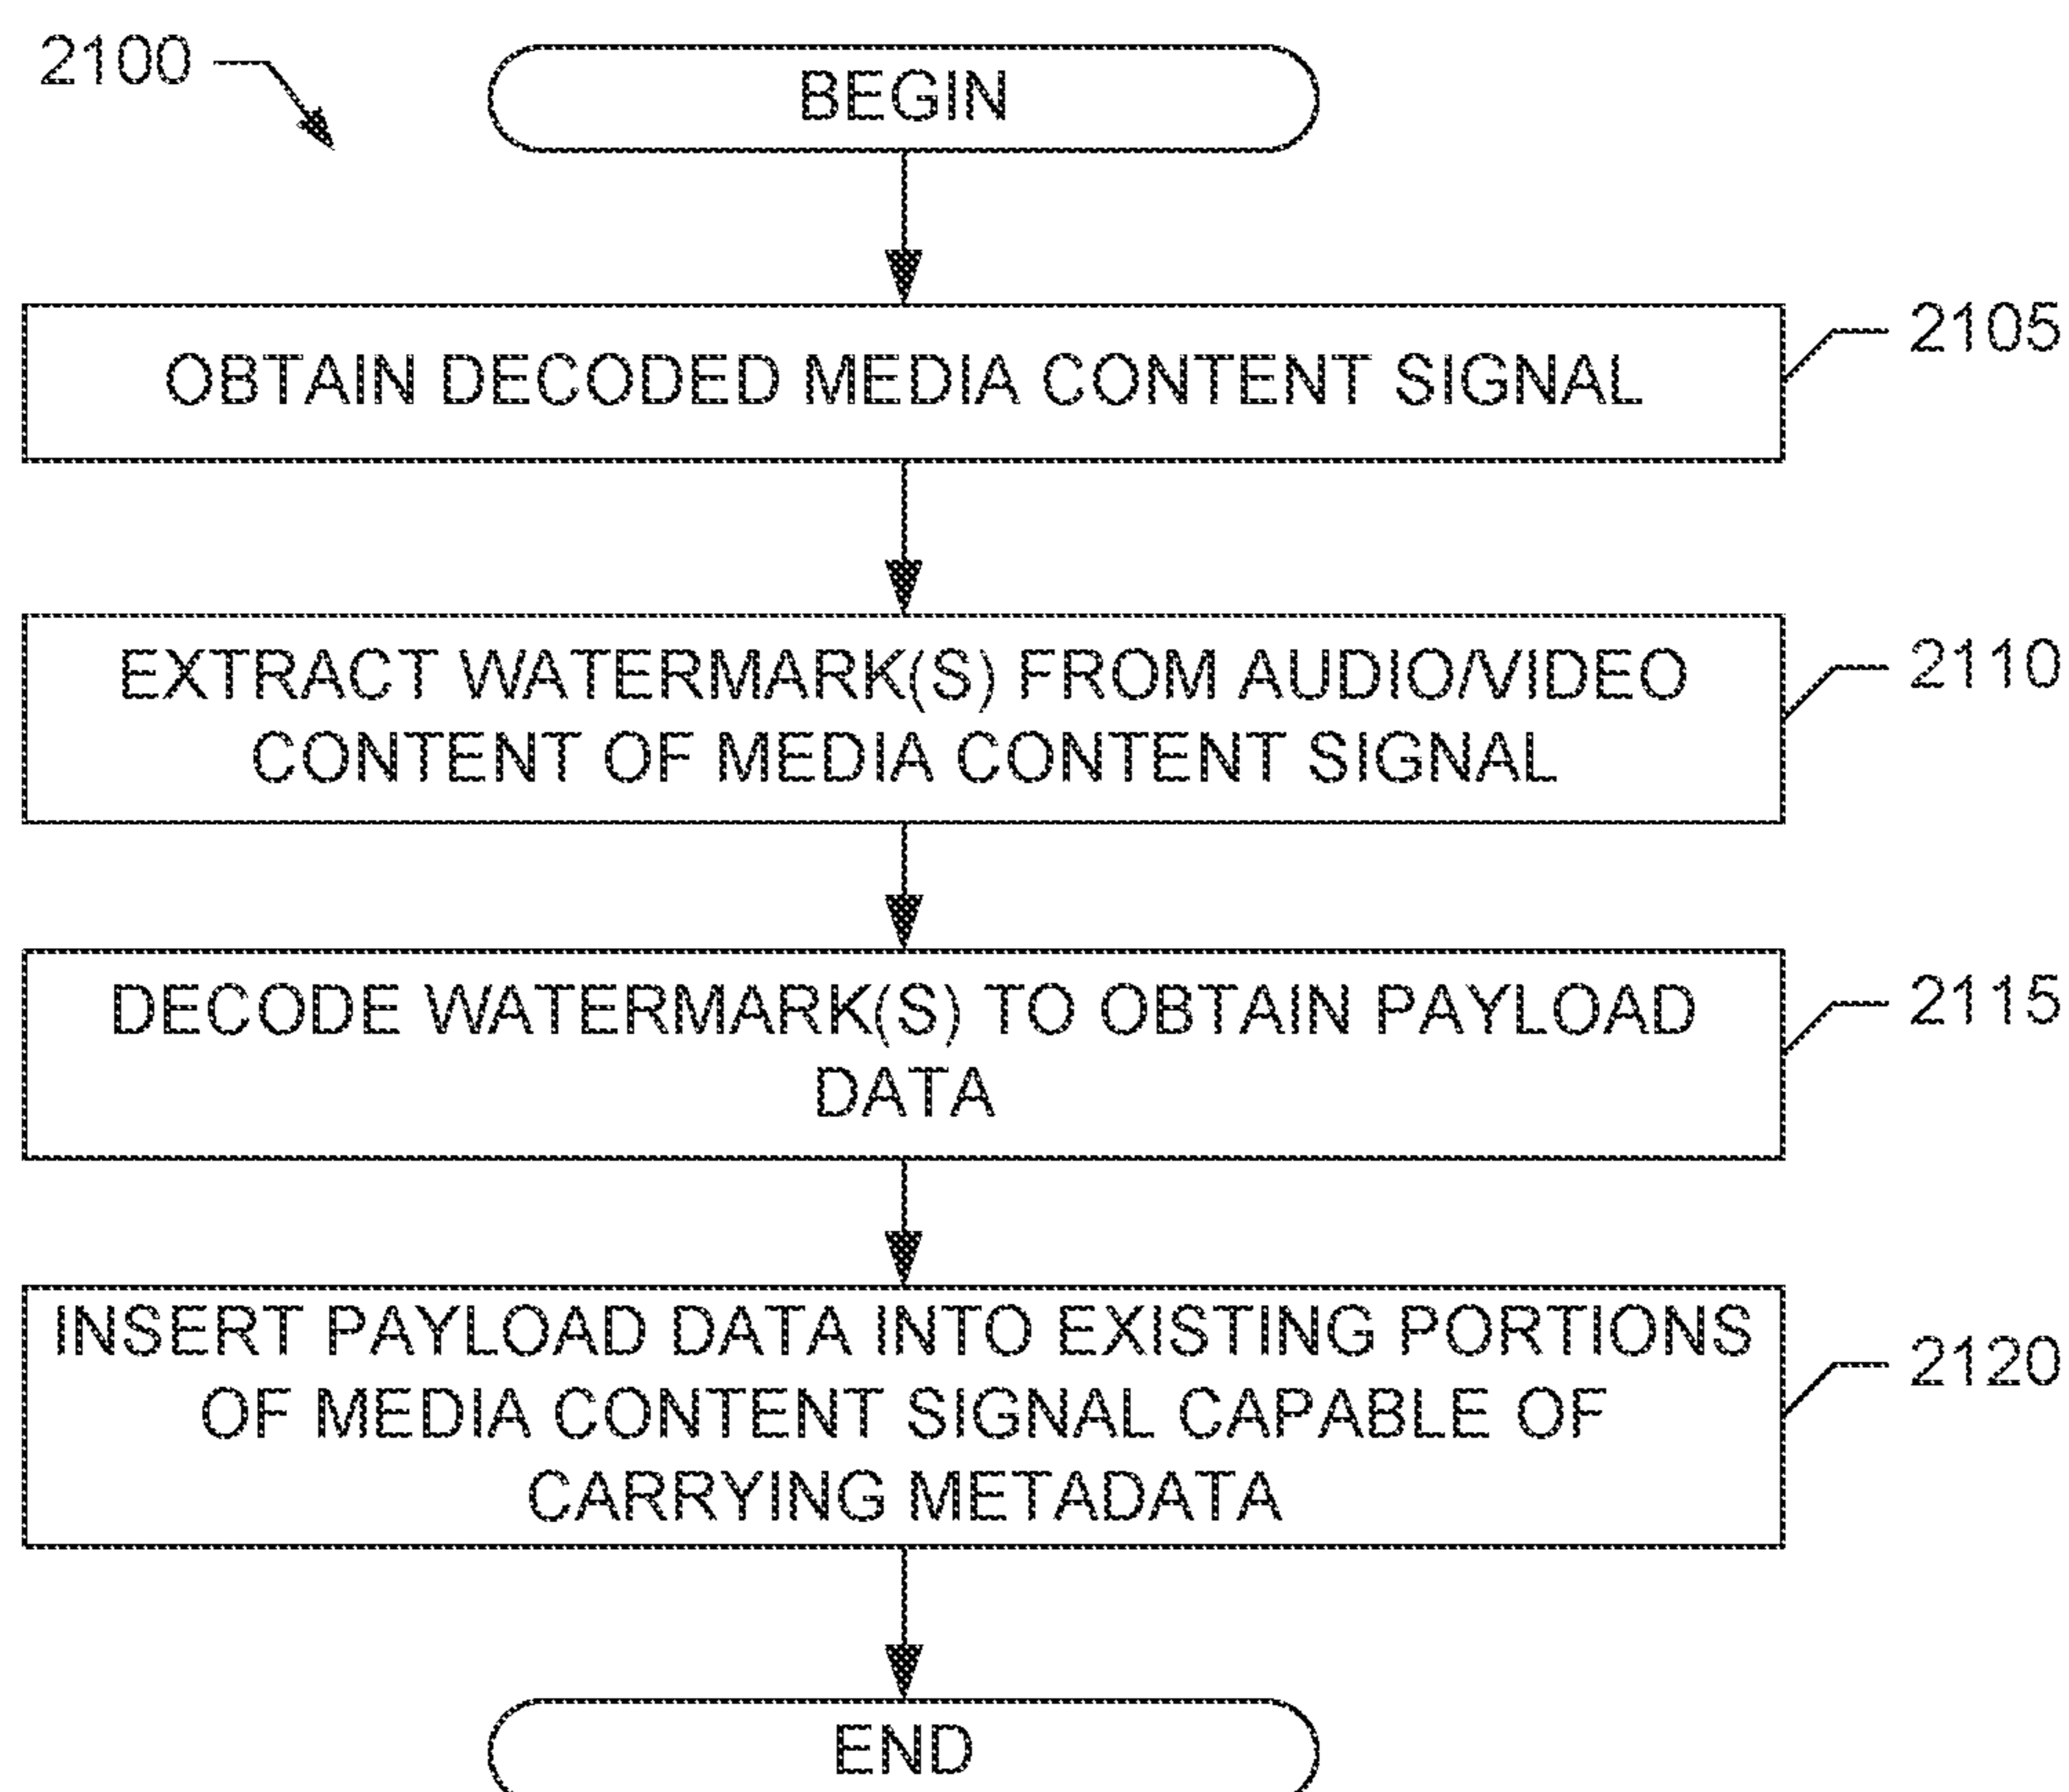 2100
BEGIN
OBTAIN DECODED MEDIA CONTENT SIGNAL
2105
EXTRACT WATERMARK(S) FROM AUDIO/VIDEO
CONTENT OF MEDIA CONTENT SIGNAL
2110
DECODE WATERMARK(S) TO OBTAIN PAYLOAD
DATA
2115
INSERT PAYLOAD DATA INTO EXISTING PORTIONS
OF MEDIA CONTENT SIGNAL CAPABLE OF
CARRYING METADATA
2120
END